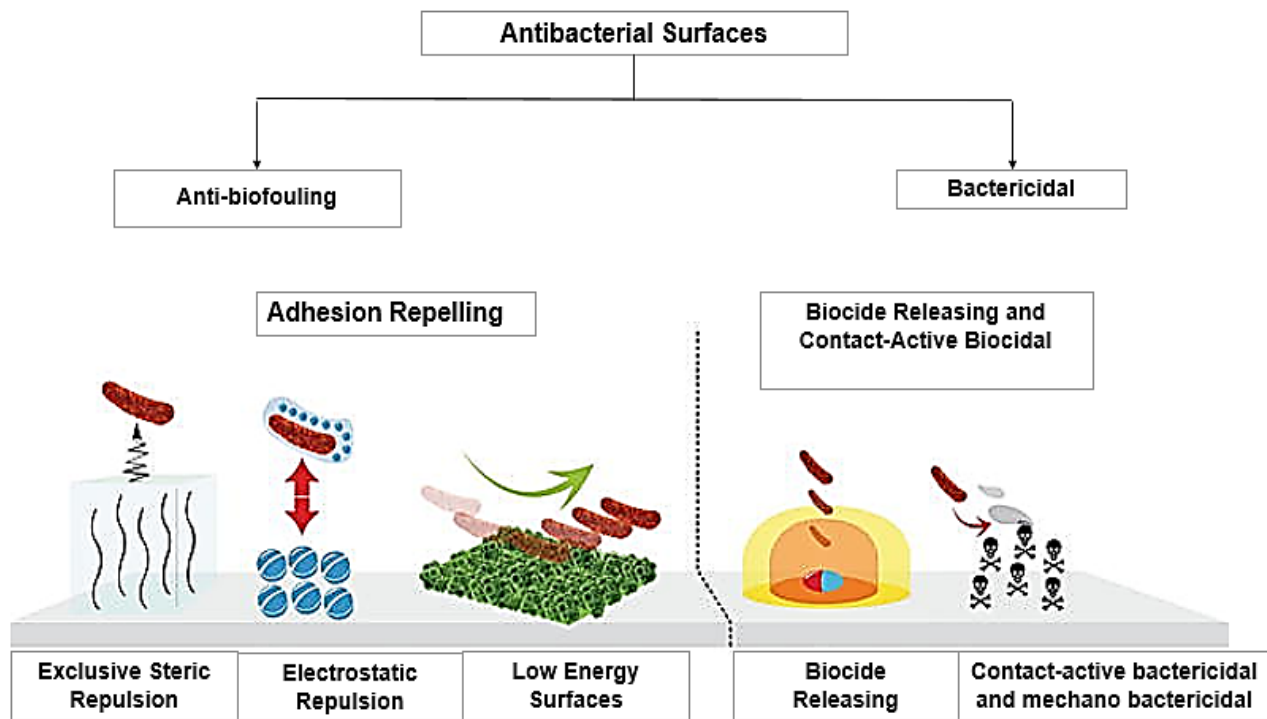 Antibacterial Surfaces
Anti-biofouling
Bactericidal
Adhesion Repelling
Biocide Releasing and
Contact-Active Biocidal
Exclusive Steric
Repulsion
Electrostatic
Repulsion
Low Energy
Surfaces
Biocide
Releasing
Contact-active bactericidal
and mechano bactericidal